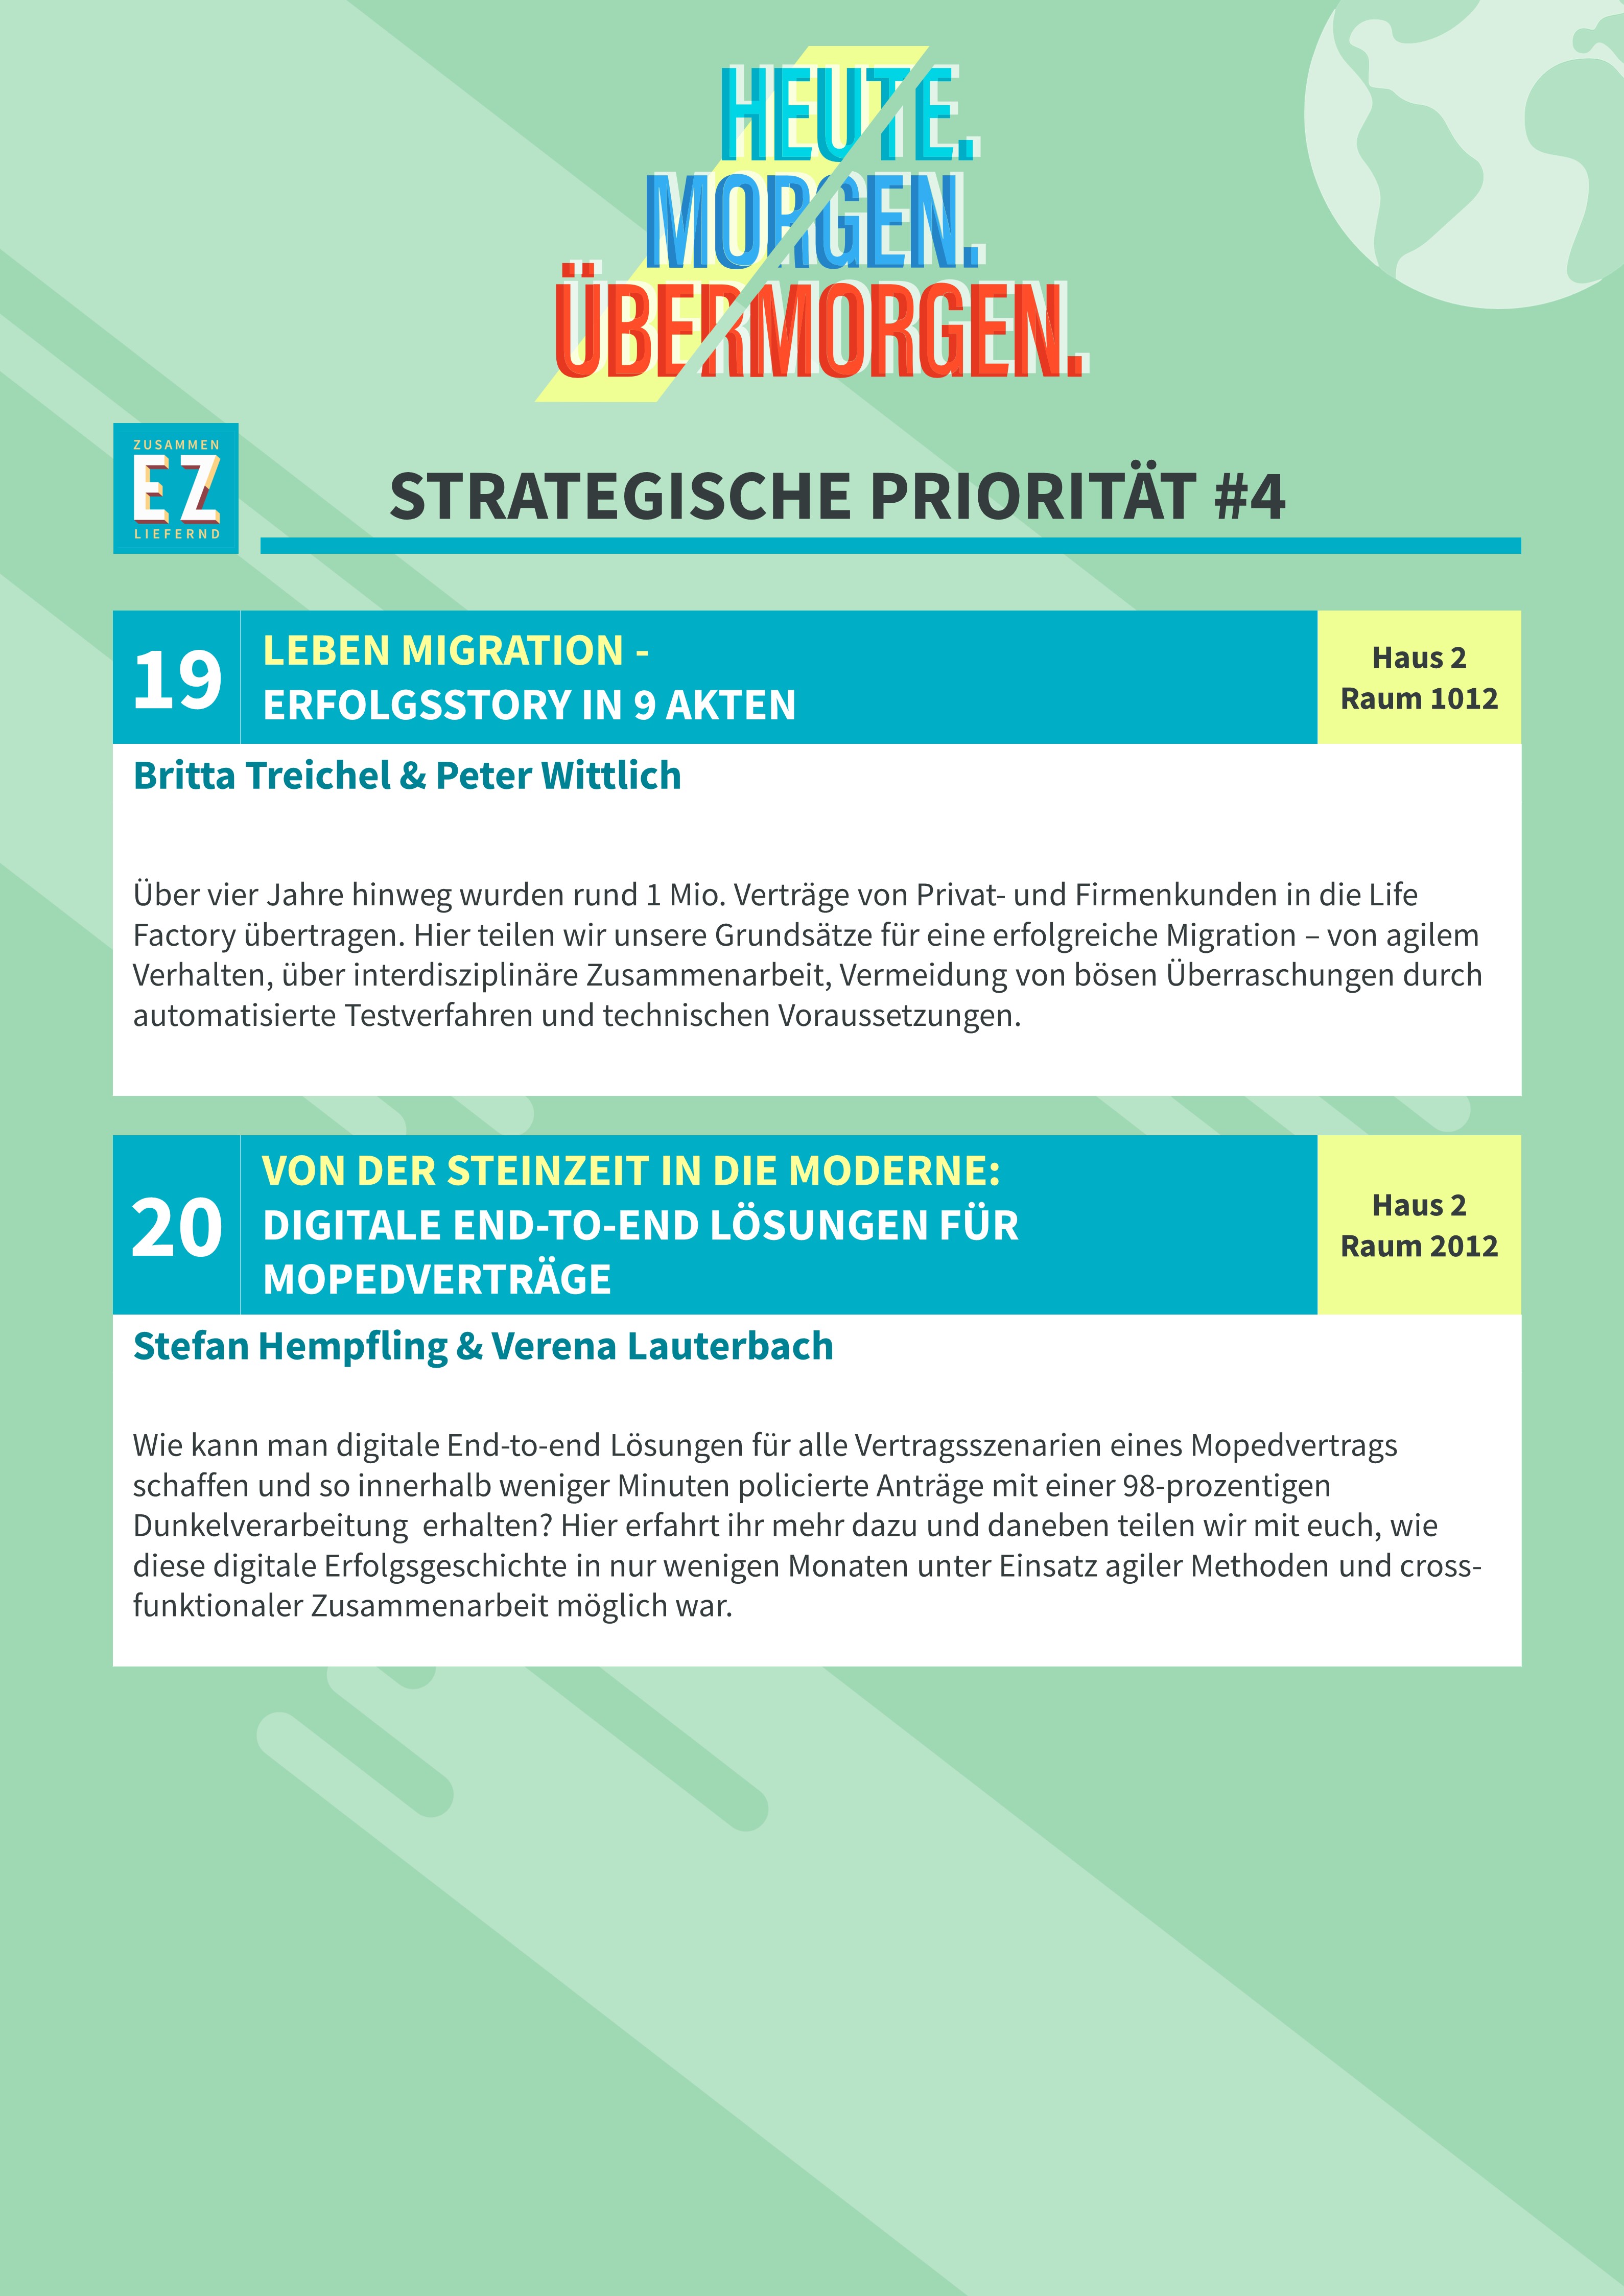 HEUTE.
MORGEN.
ÜBERMORGEN.
ZUSAMMEN
EZ
LIEFERND
STRATEGISCHE PRIORITÄT #4
19
LEBEN MIGRATION -
ERFOLGSSTORY IN 9 AKTEN
Haus 2
Raum 1012
Britta Treichel & Peter Wittlich
Über vier Jahre hinweg wurden rund 1 Mio. Verträge von Privat- und Firmenkunden in die Life
Factory übertragen. Hier teilen wir unsere Grundsätze für eine erfolgreiche Migration – von agilem
Verhalten, über interdisziplinäre Zusammenarbeit, Vermeidung von bösen Überraschungen durch
automatisierte Testverfahren und technischen Voraussetzungen.
20
VON DER STEINZEIT IN DIE MODERNE:
DIGITALE END-TO-END LÖSUNGEN FÜR
MOPEDVERTRÄGE
Haus 2
Raum 2012
Stefan Hempfling & Verena Lauterbach
Wie kann man digitale End-to-end Lösungen für alle Vertragsszenarien eines Mopedvertrags
schaffen und so innerhalb weniger Minuten policierte Anträge mit einer 98-prozentigen
Dunkelverarbeitung  erhalten? Hier erfahrt ihr mehr dazu und daneben teilen wir mit euch, wie
diese digitale Erfolgsgeschichte in nur wenigen Monaten unter Einsatz agiler Methoden und cross-
funktionaler Zusammenarbeit möglich war.